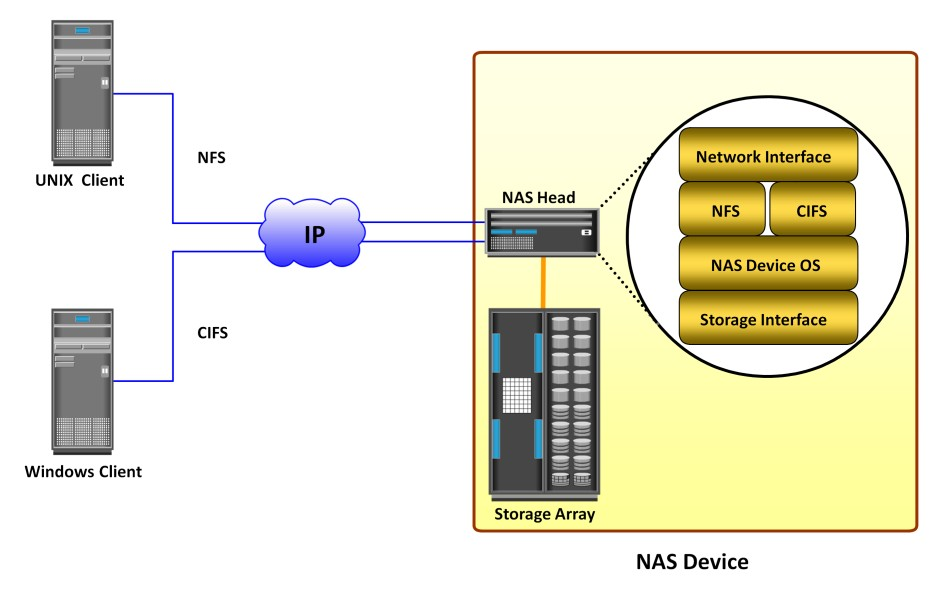 UNIX Client
NFS
IP
CIFS
Windows Client
NAS Head
Storage Array
Network Interface
NFS
CIFS
NAS Device OS
Storage Interface
NAS Device